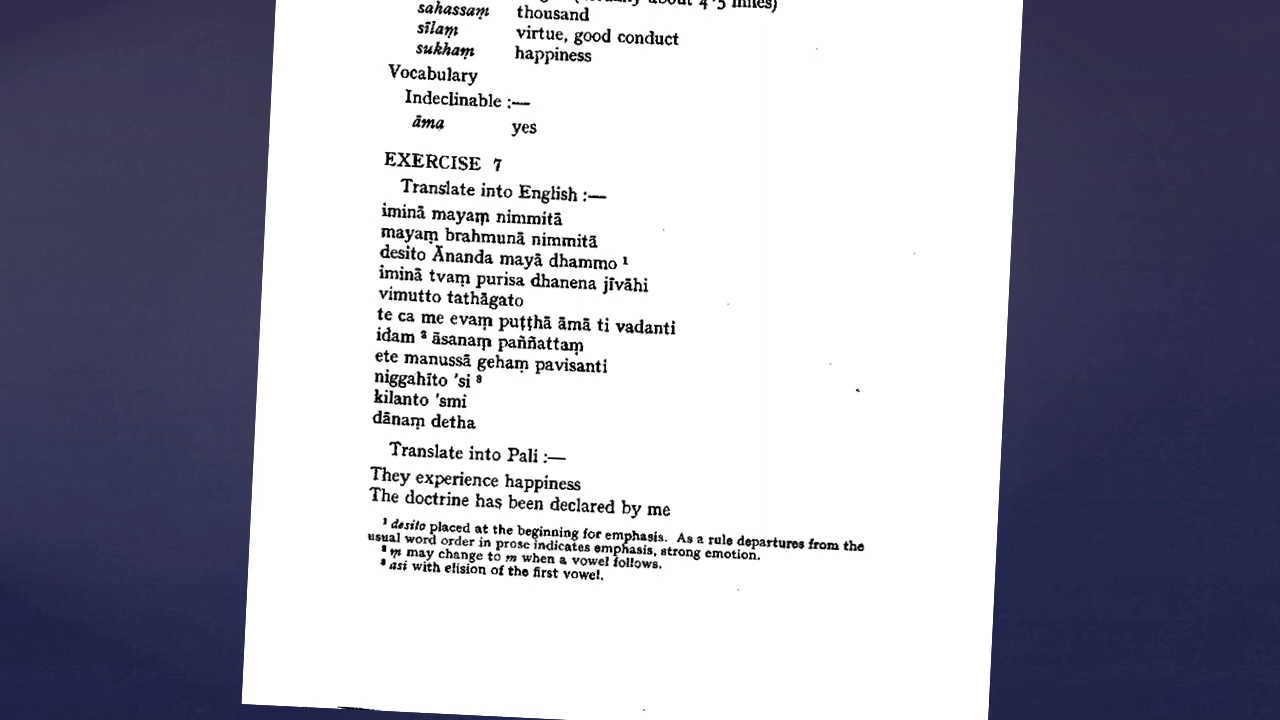 sahassaṃ thousand
sīlaṃ virtue, good conduct
sukhaṃ happiness
Vocabulary
Indeclinable :—
āma yes
EXERCISE 7
Translate into English :—
iminā mayaṃ nimmitā
mayaṃ brahmunā nimmitā
desito Ānanda mayā dhammo ¹
iminā tvaṃ purisa dhanena jīvāhi
vimutto tathāgato
te ca me evaṃ puṭṭhā āmā ti vadanti
idam ² āsanaṃ paññattaṃ
ete manussā gehaṃ pavisanti
niggahīto 'si ³
kilanto 'smi
dānaṃ detha
Translate into Pali :—
They experience happiness
The doctrine has been declared by me
¹ desito placed at the beginning for emphasis. As a rule departures from the
usual word order in prose indicates emphasis, strong emotion.
² ṃ may change to m when a vowel follows.
³ asi with elision of the first vowel.